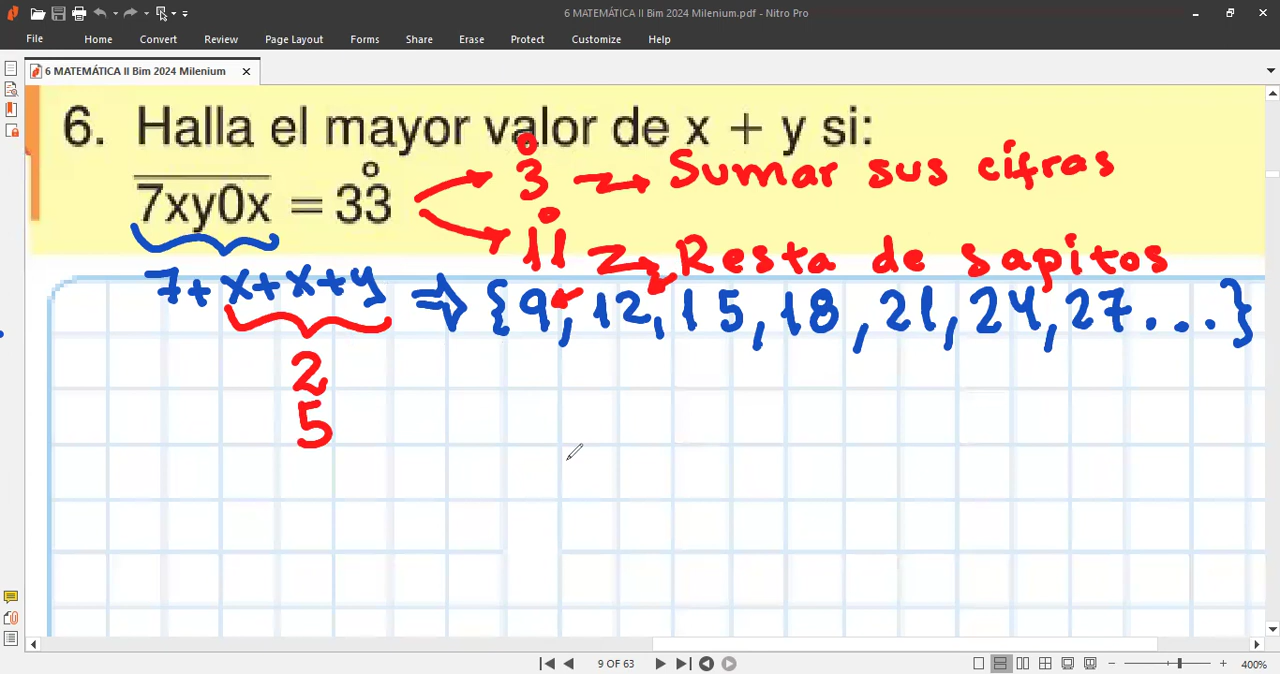 6 MATEMÁTICA II Bim 2024 Milenium.pdf - Nitro Pro
File Home Convert Review Page Layout Forms Share Erase Protect Customize Help
6 MATEMÁTICA II Bim 2024 Milenium
6. Halla el mayor valor de x + y si:
7xy0x = 33
3 → Sumar sus cifras
11 → Resta de sapitos
7+x+x+y ⇒ {9, 12, 15, 18, 21, 24, 27...}
2
5
9 OF 63
400%